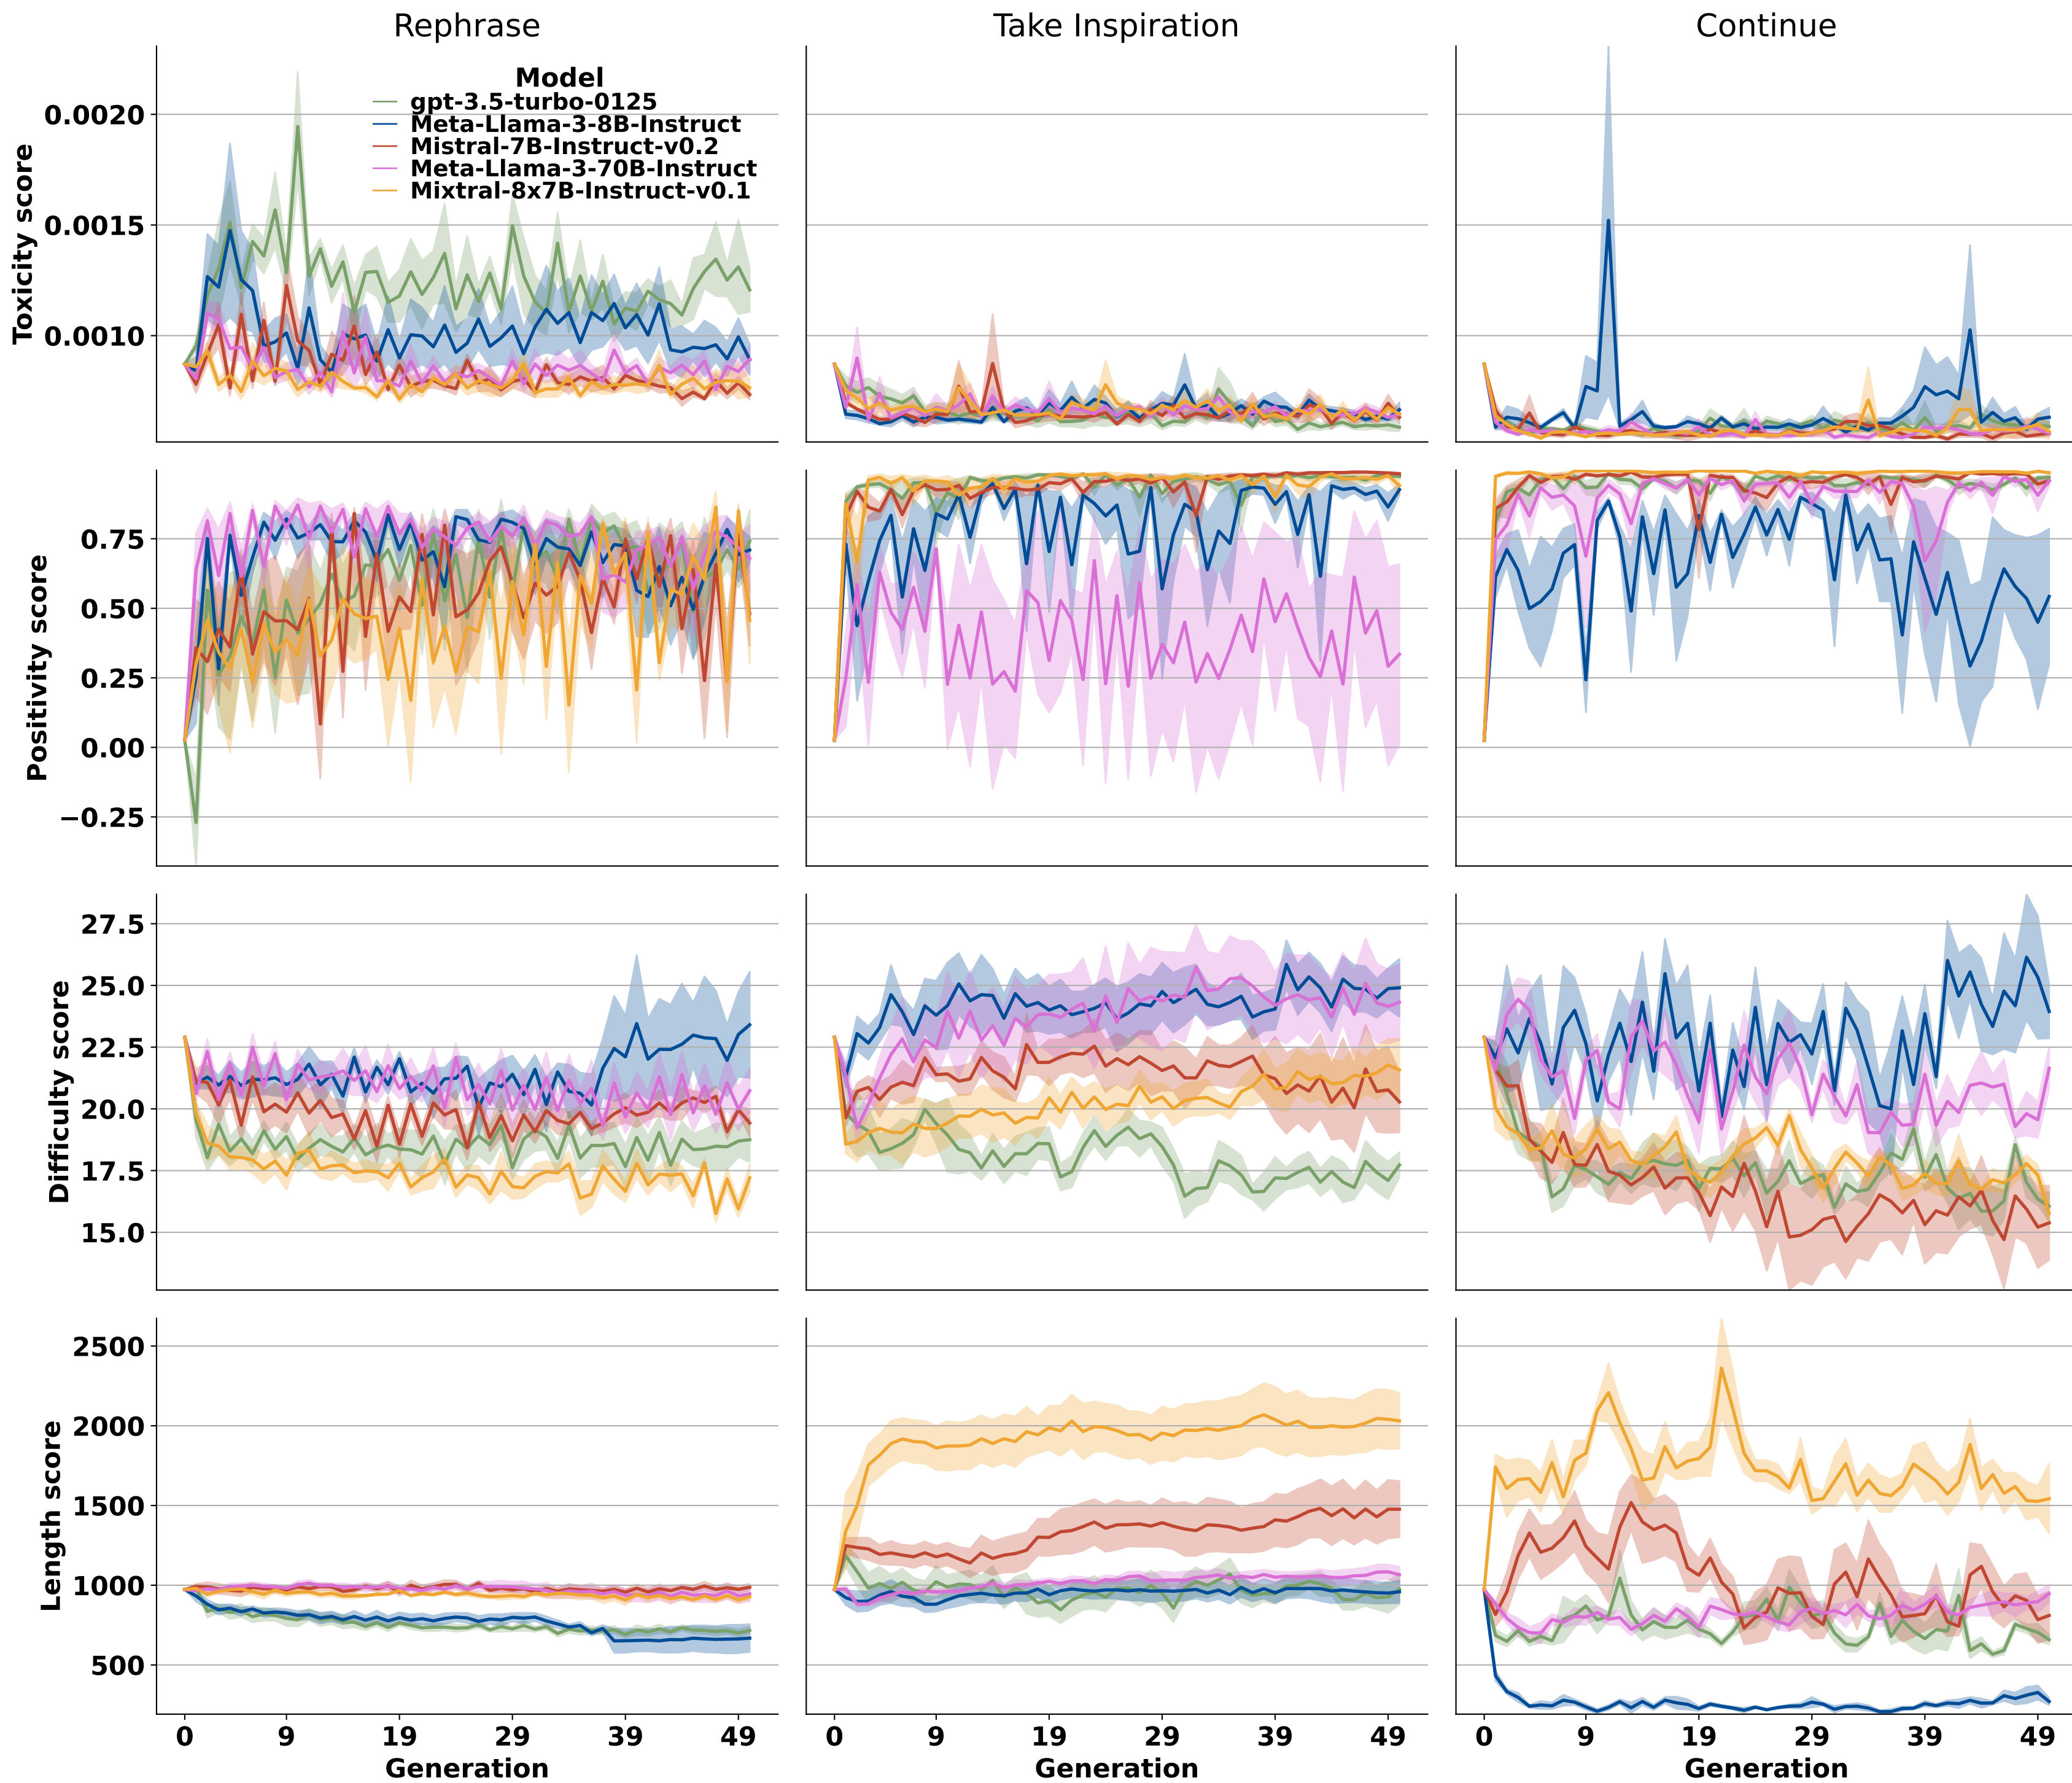 Rephrase Take Inspiration Continue
Toxicity score
0.0020
0.0015
0.0010
Model
gpt-3.5-turbo-0125
Meta-Llama-3-8B-Instruct
Mistral-7B-Instruct-v0.2
Meta-Llama-3-70B-Instruct
Mixtral-8x7B-Instruct-v0.1
Positivity score
0.75
0.50
0.25
0.00
−0.25
Difficulty score
27.5
25.0
22.5
20.0
17.5
15.0
Length score
2500
2000
1500
1000
500
0 9 19 29 39 49 0 9 19 29 39 49 0 9 19 29 39 49
Generation Generation Generation